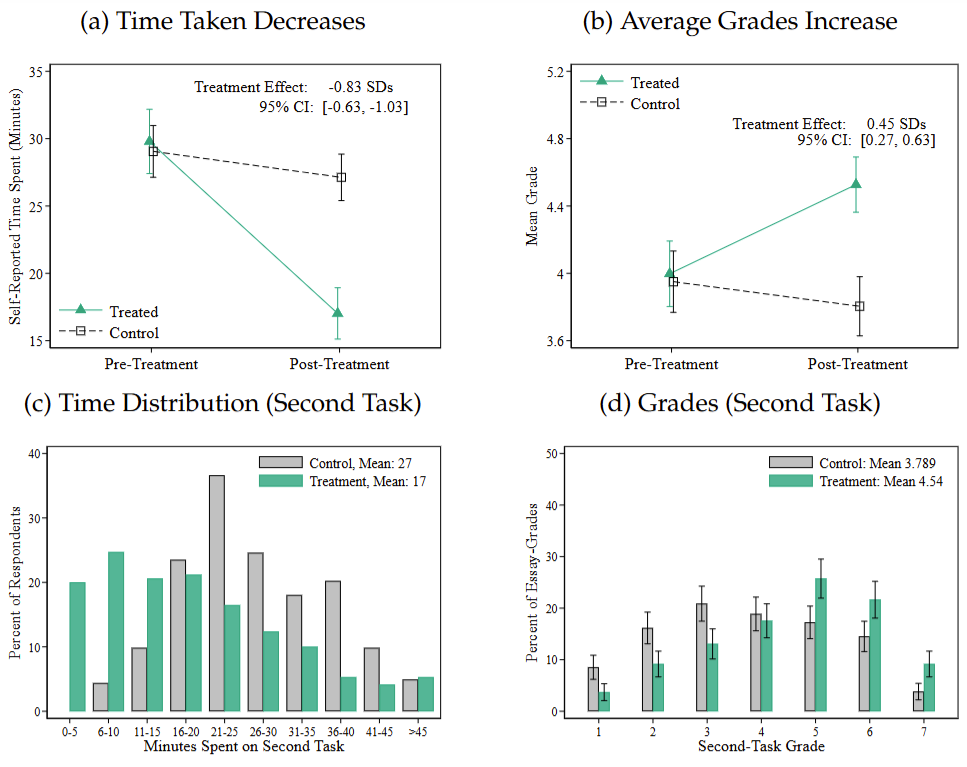 (a) Time Taken Decreases
Self-Reported Time Spent (Minutes)
35
30
25
20
15
Treatment Effect: -0.83 SDs
95% CI: [-0.63, -1.03]
Treated
Control
Pre-Treatment Post-Treatment
(b) Average Grades Increase
Mean Grade
5.2
4.8
4.4
4
3.6
Treated
Control
Treatment Effect: 0.45 SDs
95% CI: [0.27, 0.63]
Pre-Treatment Post-Treatment
(c) Time Distribution (Second Task)
Percent of Respondents
40
30
20
10
0
Control, Mean: 27
Treatment, Mean: 17
0-5 6-10 11-15 16-20 21-25 26-30 31-35 36-40 41-45 >45
Minutes Spent on Second Task
(d) Grades (Second Task)
Percent of Essay-Grades
50
40
30
20
10
0
Control: Mean 3.789
Treatment: Mean 4.54
1 2 3 4 5 6 7
Second-Task Grade